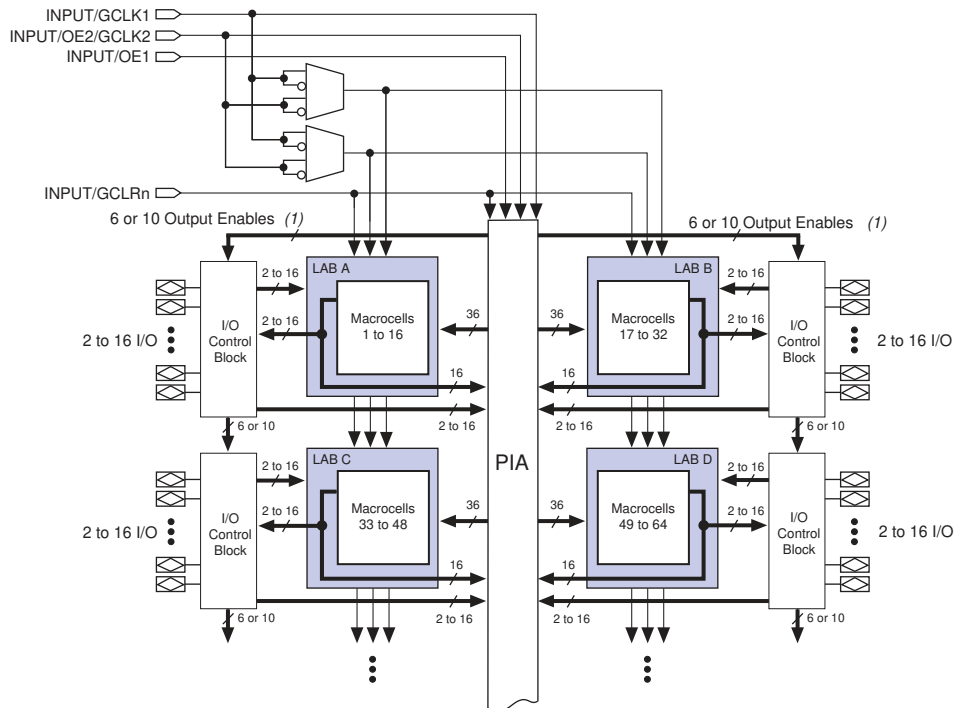 INPUT/GCLK1
INPUT/OE2/GCLK2
INPUT/OE1
INPUT/GCLRn
6 or 10 Output Enables (1)
6 or 10 Output Enables (1)
LAB A
LAB B
2 to 16
2 to 16
2 to 16 I/O
I/O
Control
Block
2 to 16
Macrocells
1 to 16
36
36
Macrocells
17 to 32
2 to 16
I/O
Control
Block
2 to 16 I/O
16
16
2 to 16
2 to 16
6 or 10
6 or 10
PIA
LAB C
LAB D
2 to 16
2 to 16
2 to 16 I/O
I/O
Control
Block
2 to 16
Macrocells
33 to 48
36
36
Macrocells
49 to 64
2 to 16
I/O
Control
Block
2 to 16 I/O
16
16
2 to 16
2 to 16
6 or 10
6 or 10